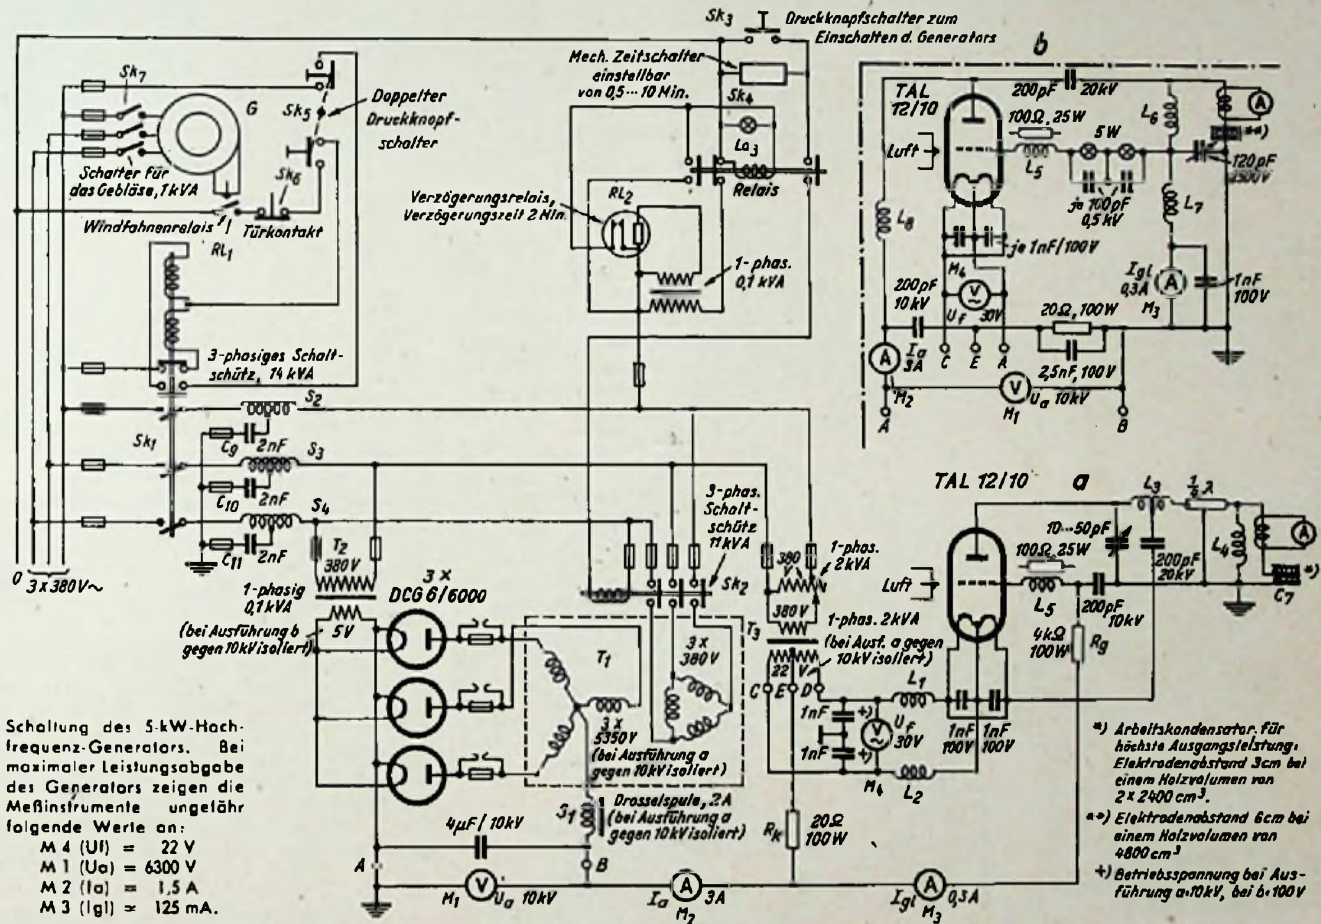 Sk3
Druckknopfschalter zum
Einschalten d. Generators
Mech. Zeitschalter
einstellbar
von 0,5...10 Min.
Sk4
La3
Relais
Sk7
G
Sk5
Doppelter
Druckknopf-
schalter
Schalter für
das Gebläse, 1kVA
Sk6
Windfahnenrelais
Türkontakt
RL1
RL2
Verzögerungsrelais,
Verzögerungszeit 2 Min.
1-phas.
0,1 kVA
3-phasiges Schalt-
schütz, 14 kVA
Sk1
S2
C9
2nF
S3
C10
2nF
S4
C11
2nF
0
3x380V~
T2
380V
1-phasig
0,1kVA
5V
(bei Ausführung b
gegen 10kV isoliert)
3 x
DCG 6/6000
3-phas.
Schalt-
schütz
11kVA
Sk2
T1
3 x
5350V
(bei Ausführung a
gegen 10kV isoliert)
3 x
380V
S1
Drosselspule, 2A
(bei Ausführung a
gegen 10kV isoliert)
4µF/10kV
A
B
M1
V
Ua 10kV
Ia
A
3A
M2
Igl
A
0,3A
M3
380
V
1-phas.
2kVA
380V
T3
1-phas. 2kVA
(bei Ausf. a gegen
10kV isoliert)
22 V
C
E
D
1nF
+)
1nF
+)
V
Uf
30V
M4
L1
L2
1nF
100V
1nF
100V
Rk
20Ω
100W
b
TAL
12/10
Luft
200pF
20kV
100Ω, 25W
L5
5W
je 100pF
0,5kV
L6
A
**)
120pF
L7
L8
je 1nF/100V
M4
V
Uf
30V
200pF
10kV
Igl
0,3A
A
M3
1nF
100V
20Ω, 100W
2,5nF, 100V
C
E
A
A
Ia
3A
M2
V
M1
Ua 10kV
A
B
TAL 12/10
a
L3
¼ λ
10...50pF
200pF
20kV
L4
A
*)
C7
100Ω, 25W
Luft
L5
200pF
10kV
4kΩ
100W
Rg
Schaltung des 5-kW-Hoch-
frequenz-Generators. Bei
maximaler Leistungsabgabe
des Generators zeigen die
Meßinstrumente ungefähr
folgende Werte an:
M 4 (Uf) = 22 V
M 1 (Ua) = 6300 V
M 2 (Ia) = 1,5 A
M 3 (Igl) ≈ 125 mA.
*) Arbeitskondensator für
höchste Ausgangsleistung:
Elektrodenabstand 3cm bei
einem Holzvolumen von
2 x 2400 cm³.
**) Elektrodenabstand 6cm bei
einem Holzvolumen von
4800 cm³
+) Betriebsspannung bei Aus-
führung a: 10kV, bei b: 100V